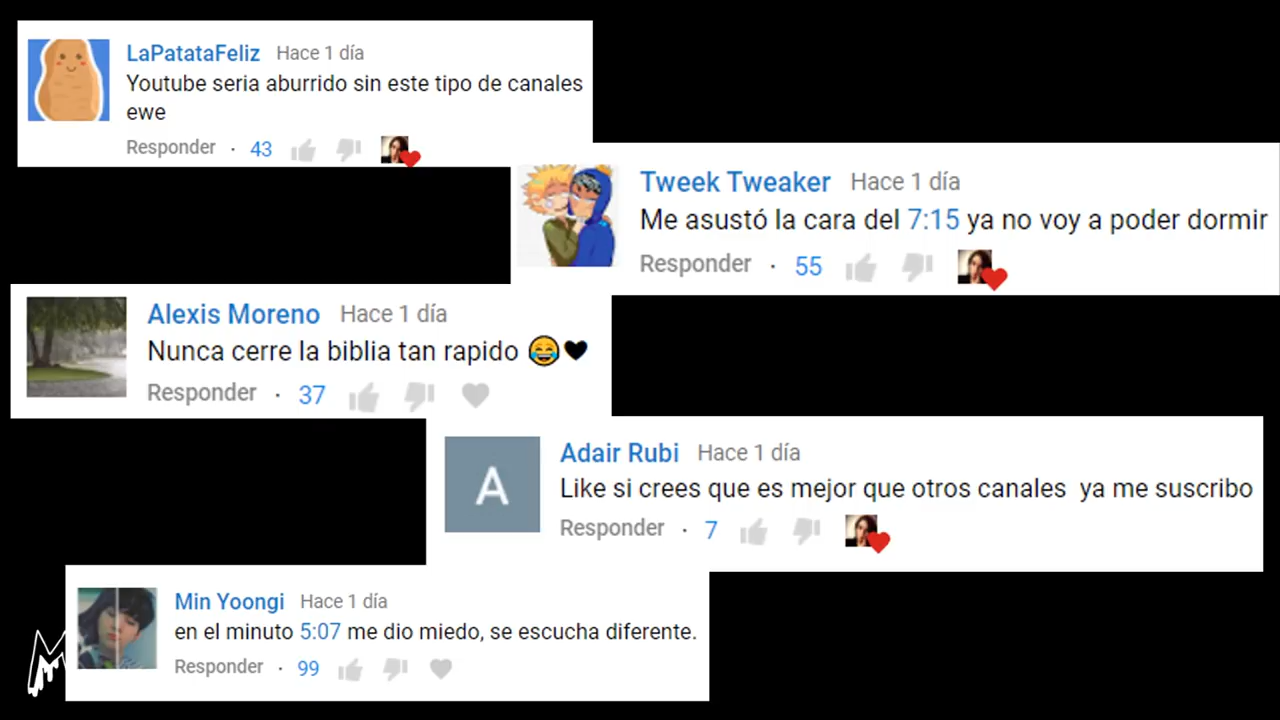 LaPatataFeliz Hace 1 día
Youtube seria aburrido sin este tipo de canales
ewe
Responder · 43
Tweek Tweaker Hace 1 día
Me asustó la cara del 7:15 ya no voy a poder dormir
Responder · 55
Alexis Moreno Hace 1 día
Nunca cerre la biblia tan rapido 😂🖤
Responder · 37
A
Adair Rubi Hace 1 día
Like si crees que es mejor que otros canales ya me suscribo
Responder · 7
Min Yoongi Hace 1 día
en el minuto 5:07 me dio miedo, se escucha diferente.
Responder · 99
M